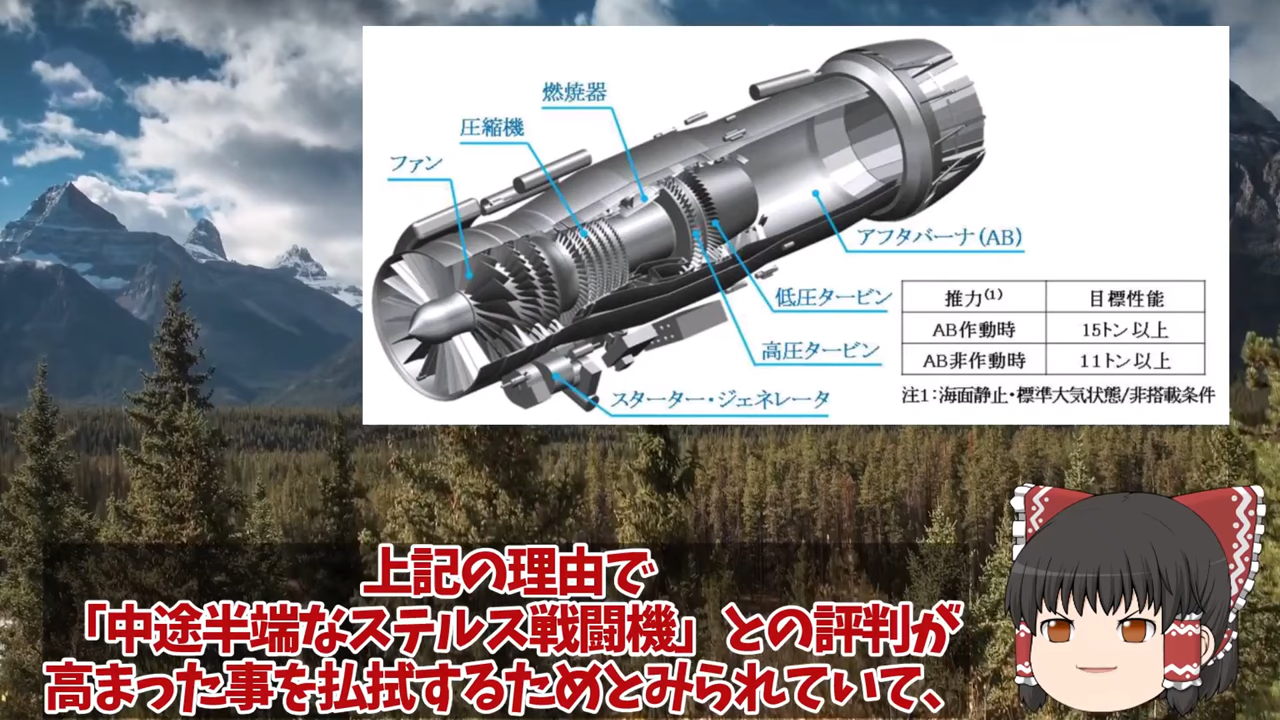 燃焼器
圧縮機
ファン
アフタバーナ(AB)
低圧タービン
高圧タービン
スターター・ジェネレータ
推力(1) 目標性能
AB作動時 15トン以上
AB非作動時 11トン以上
注1:海面静止・標準大気状態/非搭載条件
上記の理由で
「中途半端なステルス戦闘機」との評判が
高まった事を払拭するためとみられていて、